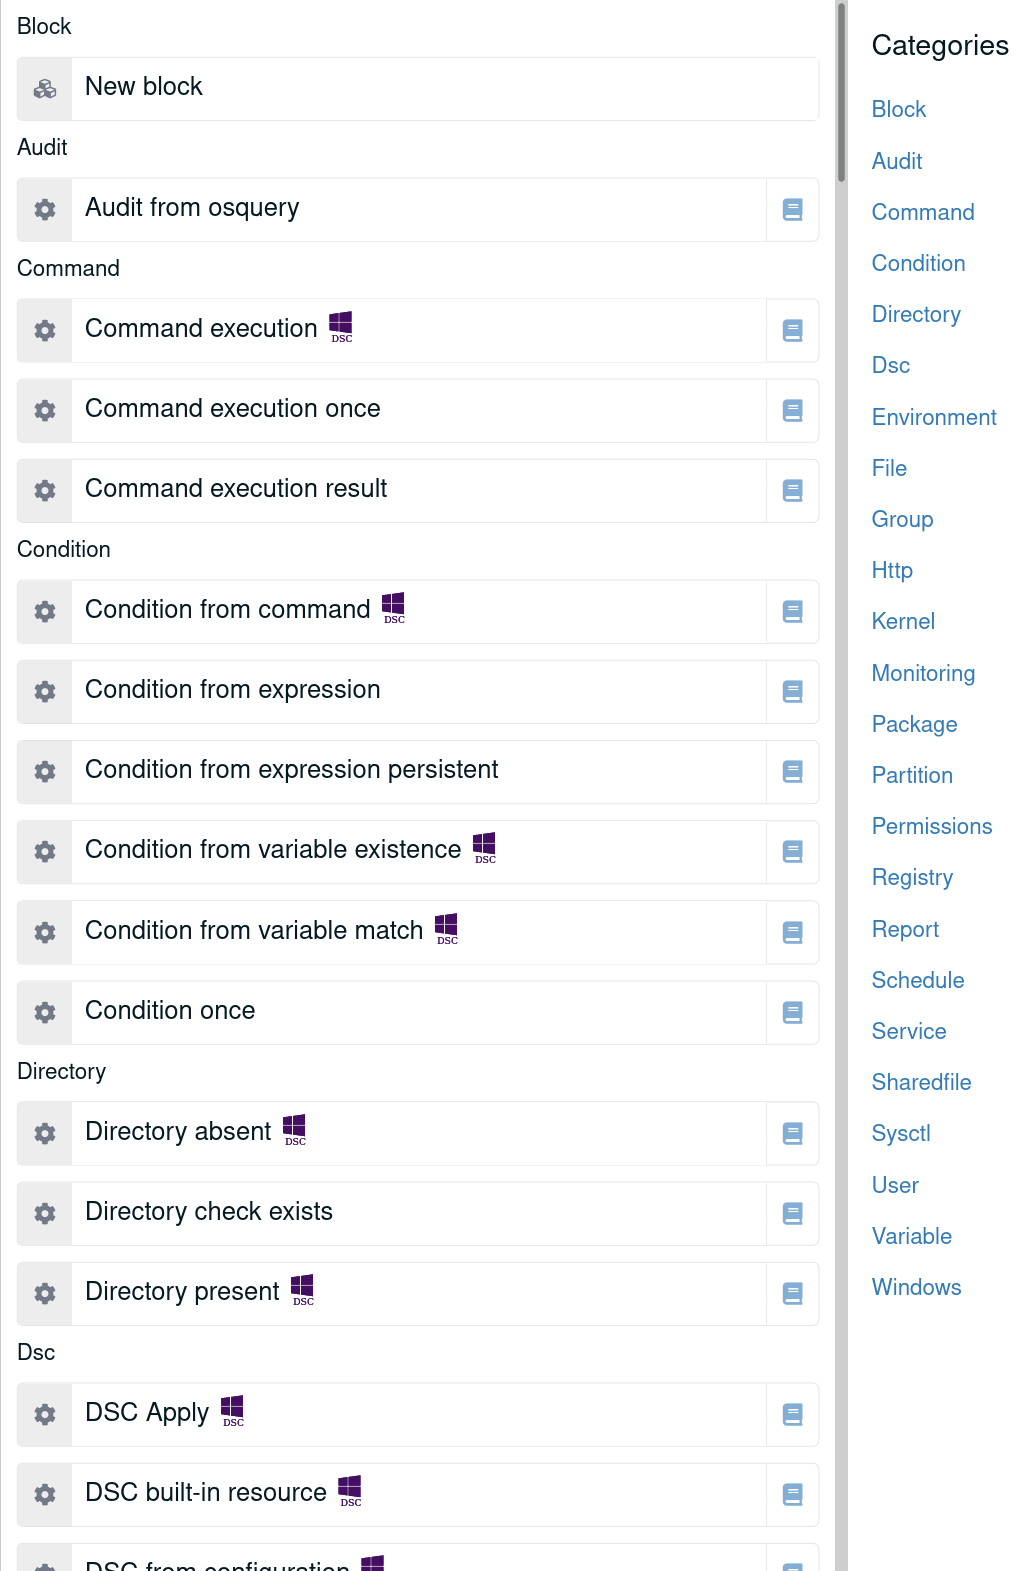 Block
New block
Audit
Audit from osquery
Command
Command execution DSC
Command execution once
Command execution result
Condition
Condition from command DSC
Condition from expression
Condition from expression persistent
Condition from variable existence DSC
Condition from variable match DSC
Condition once
Directory
Directory absent DSC
Directory check exists
Directory present DSC
Dsc
DSC Apply DSC
DSC built-in resource DSC
DSC from configuration
Categories
Block
Audit
Command
Condition
Directory
Dsc
Environment
File
Group
Http
Kernel
Monitoring
Package
Partition
Permissions
Registry
Report
Schedule
Service
Sharedfile
Sysctl
User
Variable
Windows